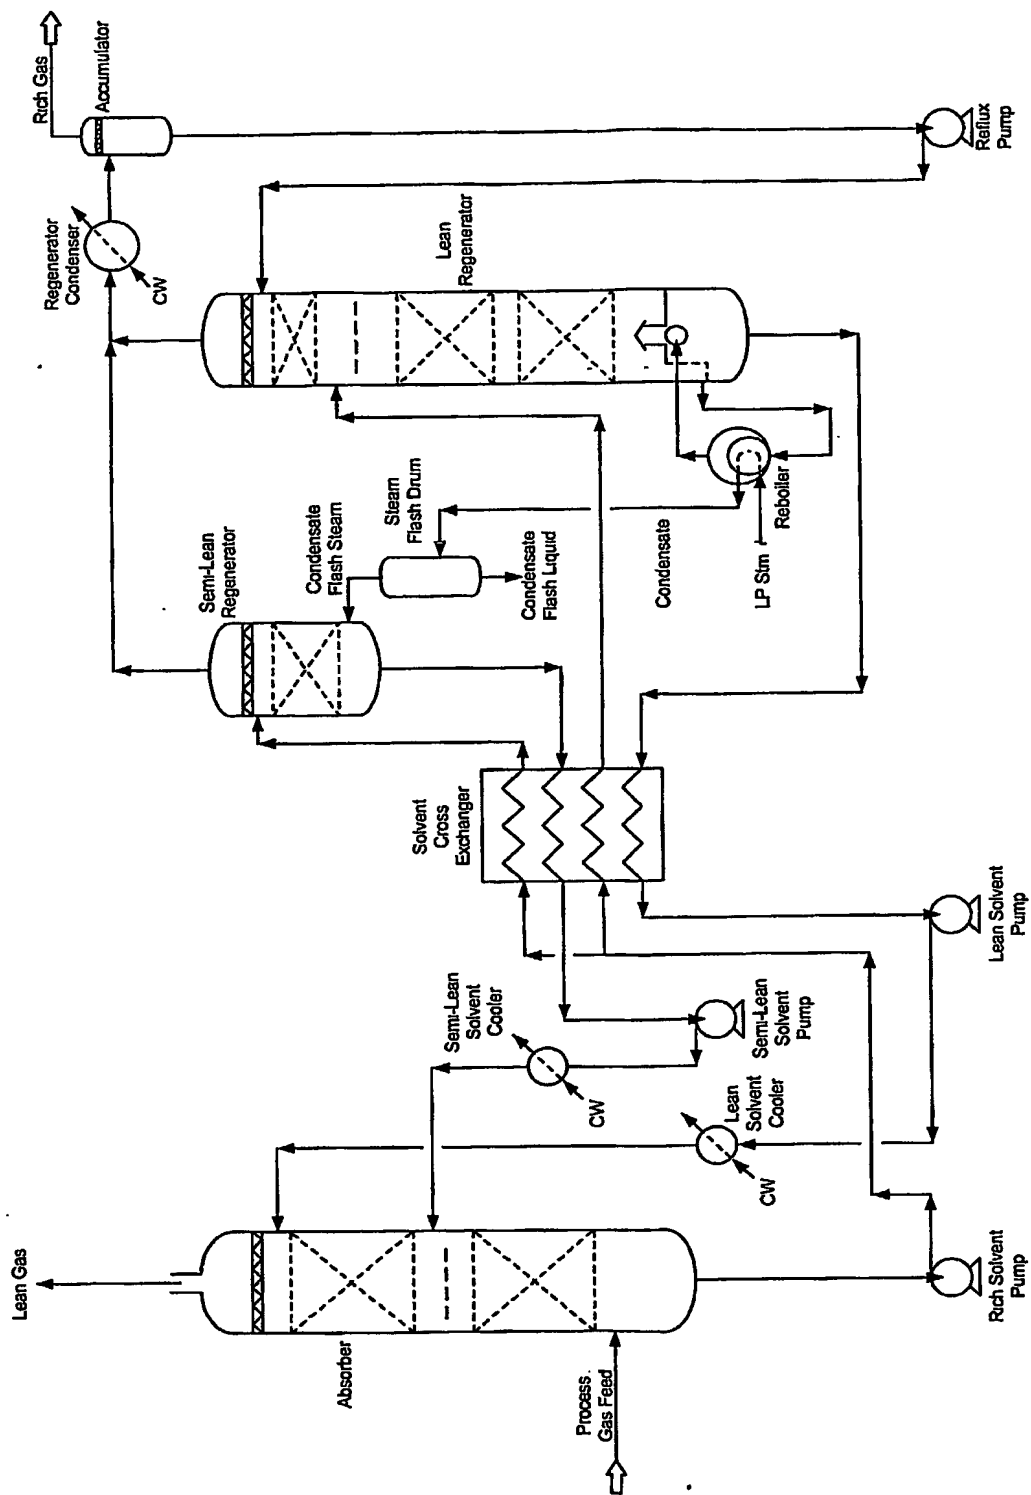 Lean Gas
Absorber
Process
Gas Feed
Rich Solvent
Pump
Lean
Solvent
Cooler
CW
Semi-Lean
Solvent
Cooler
CW
Semi-Lean
Solvent
Pump
Lean Solvent
Pump
Solvent
Cross
Exchanger
Semi-Lean
Regenerator
Condensate
Flash Steam
Steam
Flash Drum
Condensate
Flash Liquid
Condensate
LP Stm
Reboiler
Lean
Regenerator
Regenerator
Condenser
CW
Rich Gas
Accumulator
Reflux
Pump